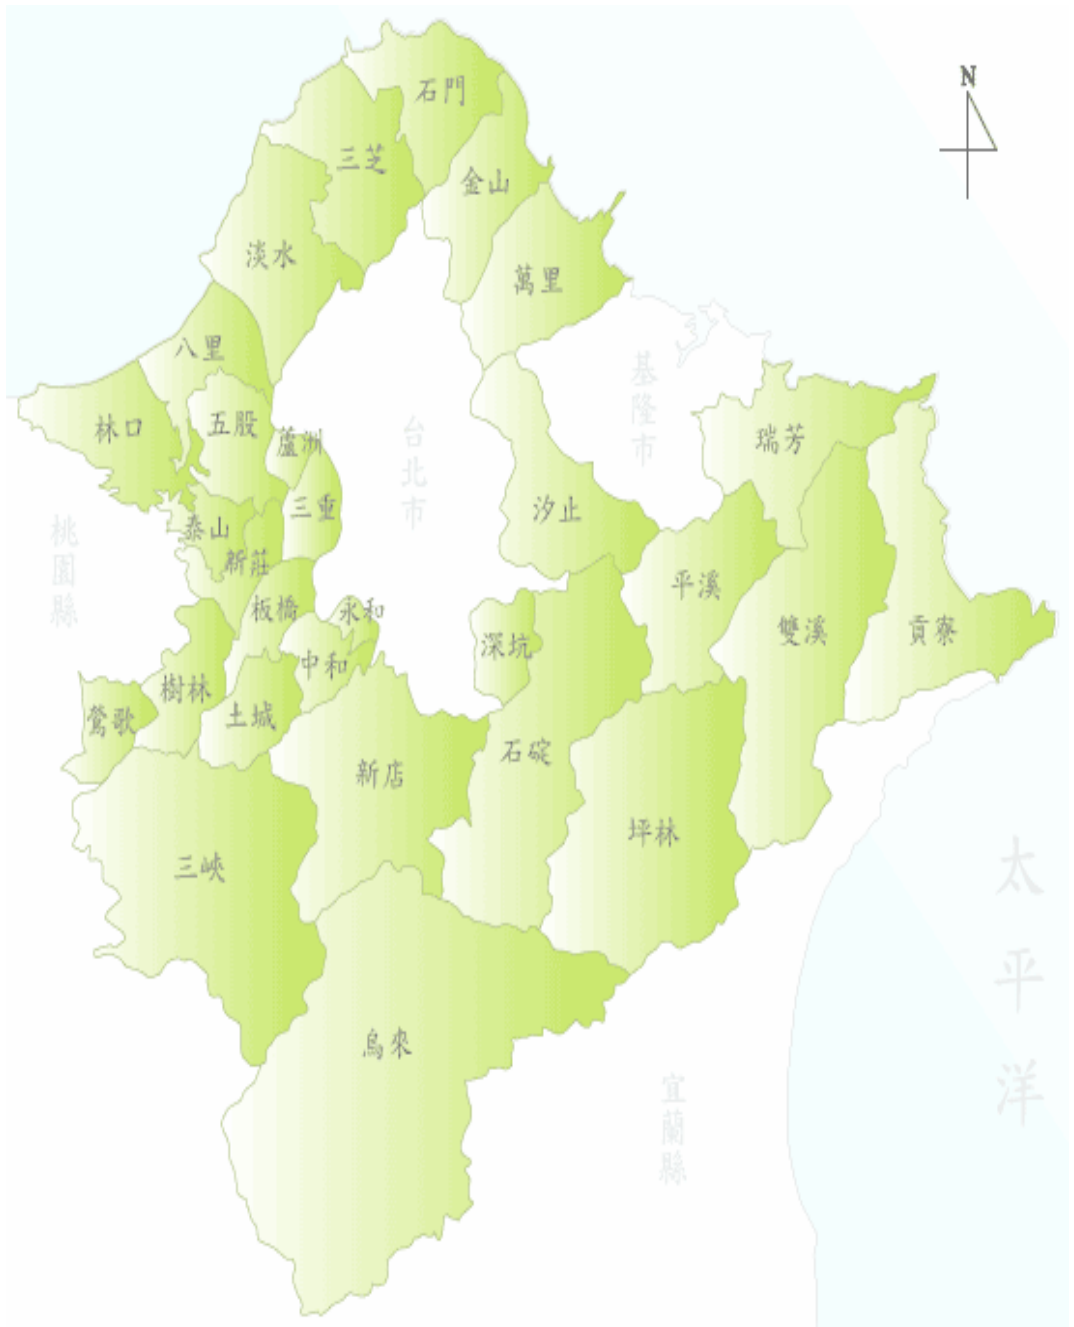 N
石門
三芝
金山
淡水
萬里
八里
基隆市
林口
五股
蘆洲
台北市
瑞芳
三重
汐止
泰山
新莊
桃園縣
板橋
永和
平溪
深坑
雙溪
貢寮
中和
樹林
鶯歌
土城
新店
石碇
坪林
三峽
太平洋
烏來
宜蘭縣